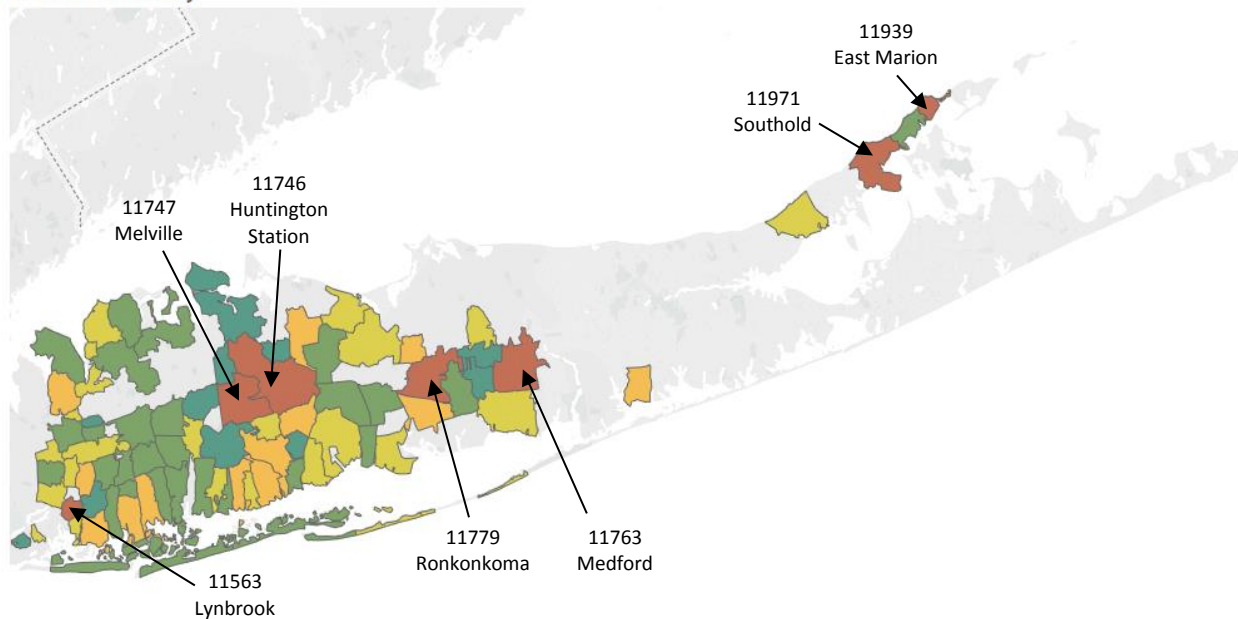 11939
East Marion
11971
Southold
11746
Huntington
Station
11747
Melville
11779
Ronkonkoma
11763
Medford
11563
Lynbrook